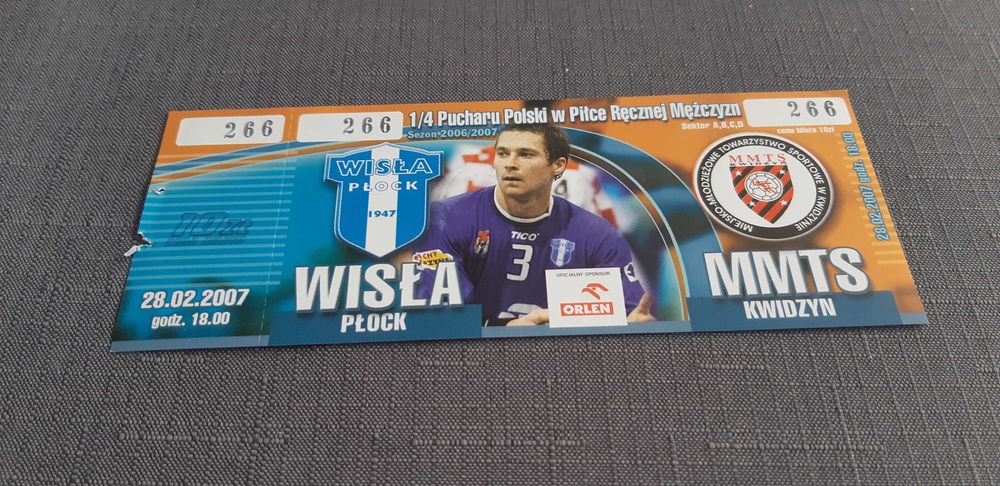 266
266
266
1/4 Pucharu Polski w Piłce Ręcznej Mężczyzn
Sezon 2006/2007
Sektor A,B,C,D
cena biletu 10zł
WISŁA
PŁOCK
1947
MIEJSKO-MŁODZIEŻOWE TOWARZYSTWO SPORTOWE W KWIDZYNIE
MMTS
KWIDZYN
28.02.2007 godz. 18.00
10zł
TICO
3
OFICJALNY SPONSOR
ORLEN
28.02.2007
godz. 18.00
WISŁA
PŁOCK
MMTS
KWIDZYN